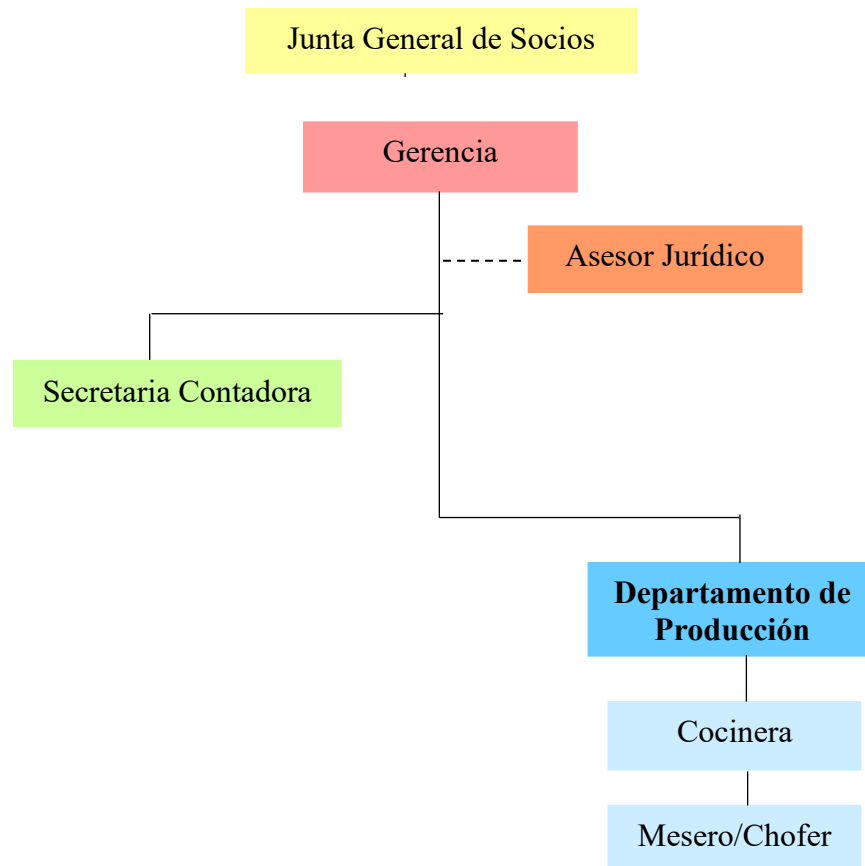 Junta General de Socios
Gerencia
Asesor Jurídico
Secretaria Contadora
Departamento de
Producción
Cocinera
Mesero/Chofer